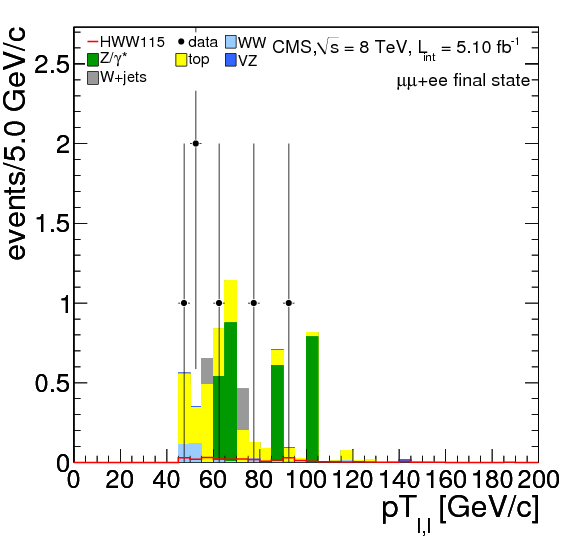 HWW115
data
WW
CMS,√s = 8 TeV, L_int = 5.10 fb⁻¹
Z/γ*
top
VZ
W+jets
μμ+ee final state
events/5.0 GeV/c
2.5
2
1.5
1
0.5
0
0 20 40 60 80 100 120 140 160 180 200
pT_l,l [GeV/c]